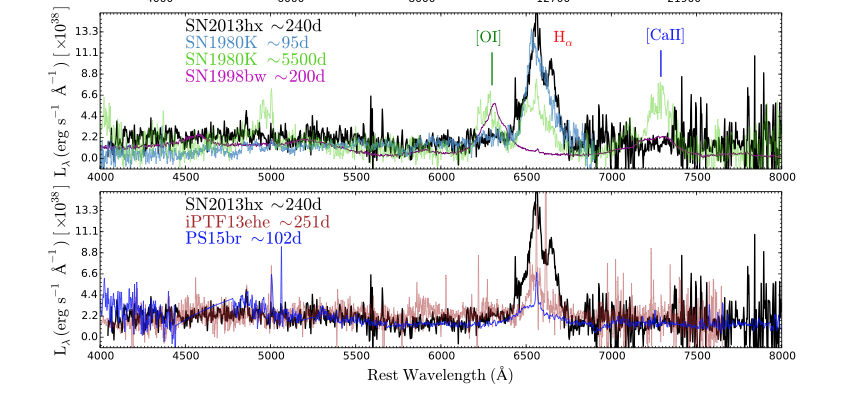 SN2013hx ~240d
SN1980K ~95d
SN1980K ~5500d
SN1998bw ~200d
[OI]
Hα
[CaII]
13.3
11.1
8.8
6.6
4.4
2.2
0.0
Lλ (erg s⁻¹ Å⁻¹) [×10³⁸]
4000 4500 5000 5500 6000 6500 7000 7500 8000
SN2013hx ~240d
iPTF13ehe ~251d
PS15br ~102d
13.3
11.1
8.8
6.6
4.4
2.2
0.0
Lλ (erg s⁻¹ Å⁻¹) [×10³⁸]
4000 4500 5000 5500 6000 6500 7000 7500 8000
Rest Wavelength (Å)